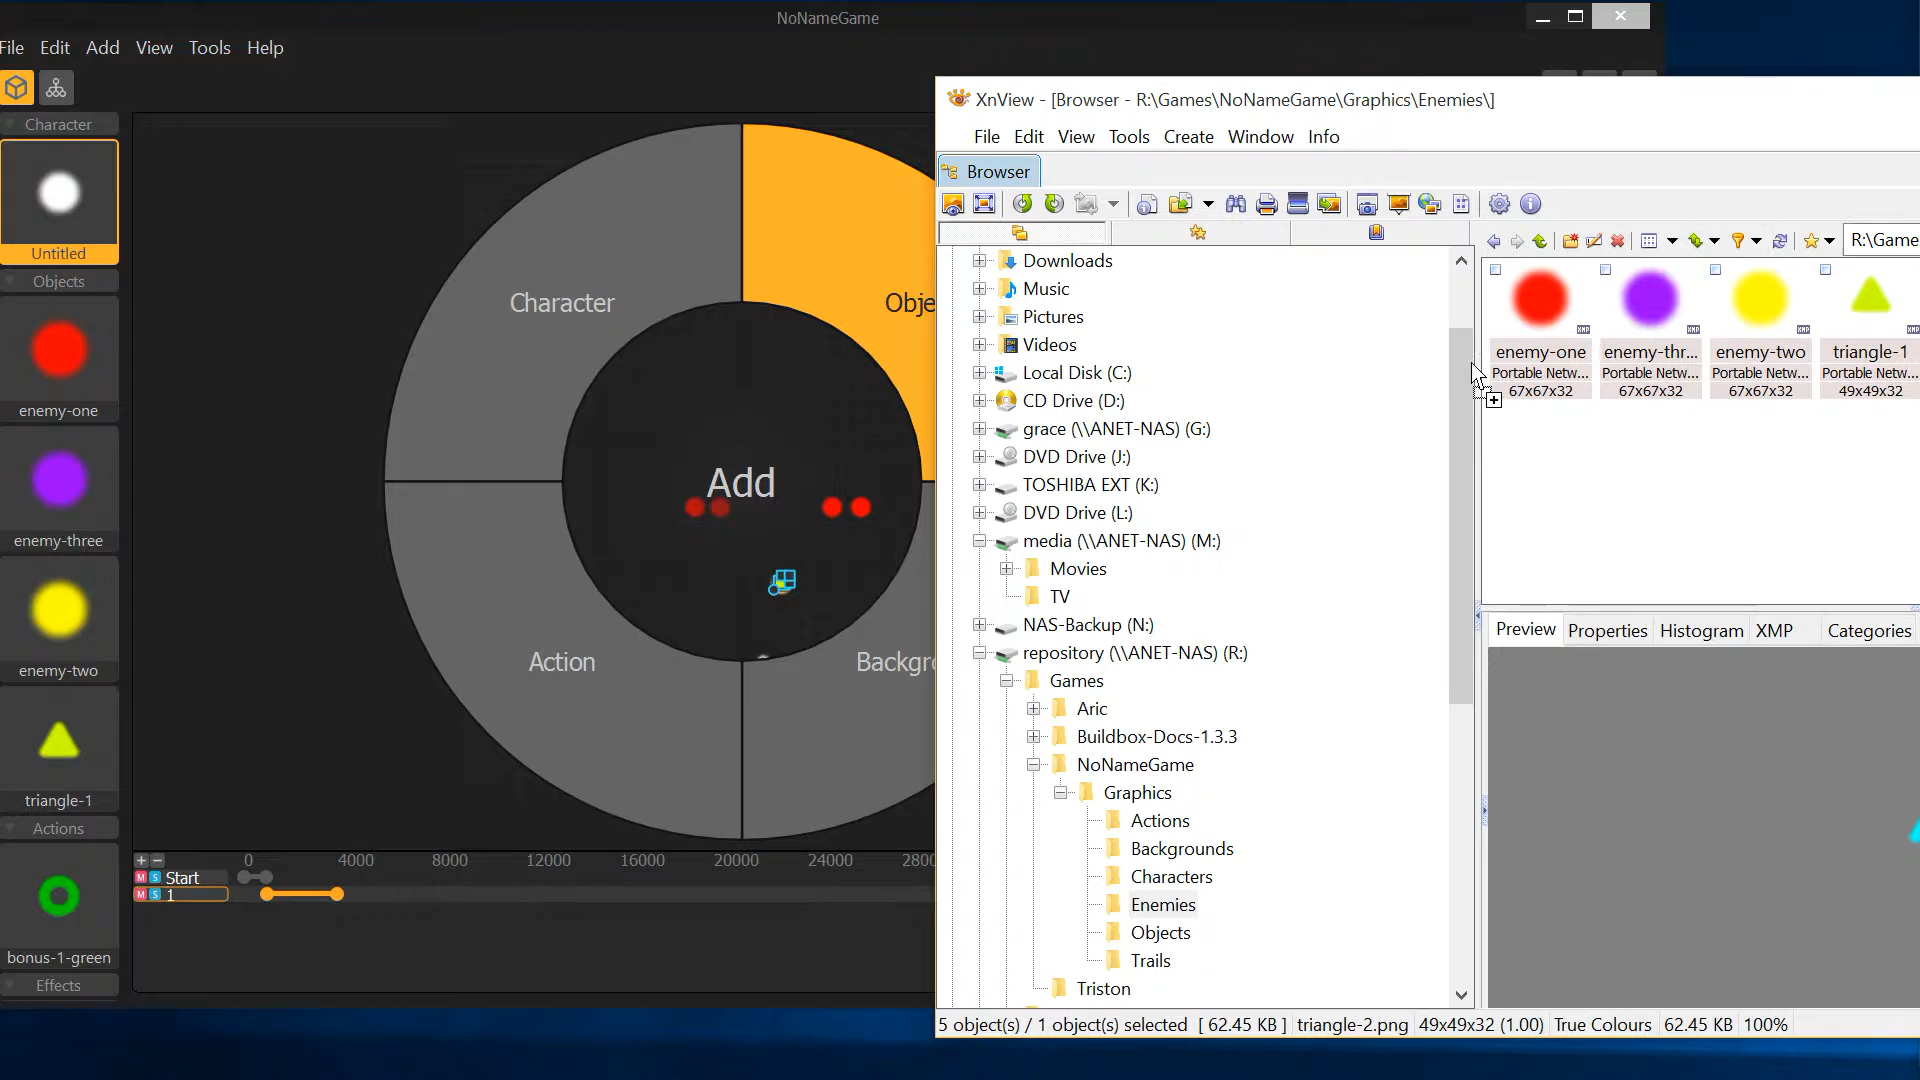 NoNameGame
File Edit Add View Tools Help
Character
Untitled
Objects
enemy-one
enemy-three
enemy-two
triangle-1
Actions
bonus-1-green
Effects
Character
Obje
Add
Action
Backgro
0 4000 8000 12000 16000 20000 24000 2800
M S Start
M S 1
XnView - [Browser - R:\Games\NoNameGame\Graphics\Enemies\]
File Edit View Tools Create Window Info
Browser
R:\Game
Downloads
Music
Pictures
Videos
Local Disk (C:)
CD Drive (D:)
grace (\\ANET-NAS) (G:)
DVD Drive (J:)
TOSHIBA EXT (K:)
DVD Drive (L:)
media (\\ANET-NAS) (M:)
Movies
TV
NAS-Backup (N:)
repository (\\ANET-NAS) (R:)
Games
Aric
Buildbox-Docs-1.3.3
NoNameGame
Graphics
Actions
Backgrounds
Characters
Enemies
Objects
Trails
Triston
XMP XMP XMP XMP
enemy-one enemy-thr... enemy-two triangle-1
Portable Netw... Portable Netw... Portable Netw... Portable Netw...
67x67x32 67x67x32 67x67x32 49x49x32
Preview Properties Histogram XMP Categories
5 object(s) / 1 object(s) selected [ 62.45 KB ] triangle-2.png 49x49x32 (1.00) True Colours 62.45 KB 100%